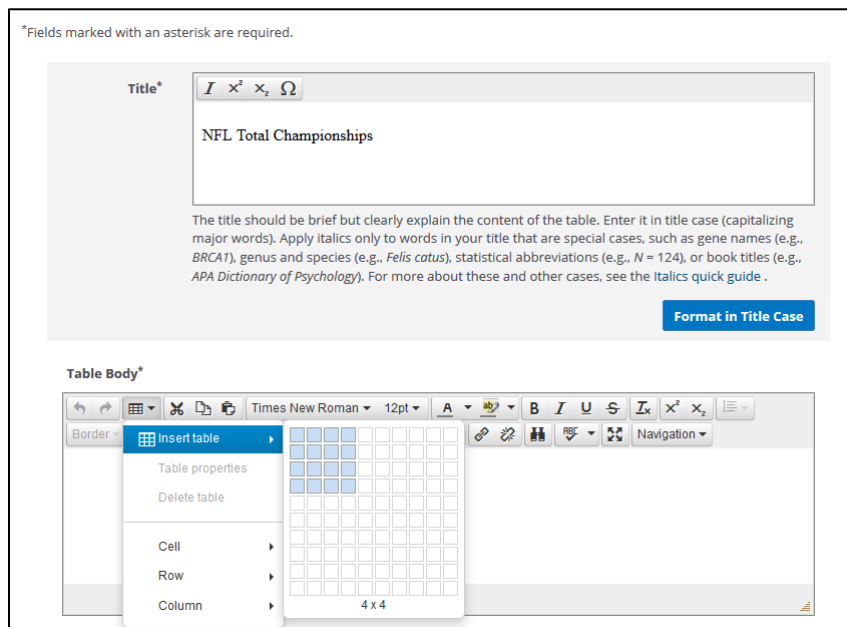 *Fields marked with an asterisk are required.
Title*
I x² x₂ Ω
NFL Total Championships
The title should be brief but clearly explain the content of the table. Enter it in title case (capitalizing
major words). Apply italics only to words in your title that are special cases, such as gene names (e.g.,
BRCA1), genus and species (e.g., Felis catus), statistical abbreviations (e.g., N = 124), or book titles (e.g.,
APA Dictionary of Psychology). For more about these and other cases, see the Italics quick guide .
Format in Title Case
Table Body*
Times New Roman 12pt A B I U S Tx x² x₂
Border
Insert table
Navigation
Table properties
Delete table
Cell
Row
Column
4 x 4